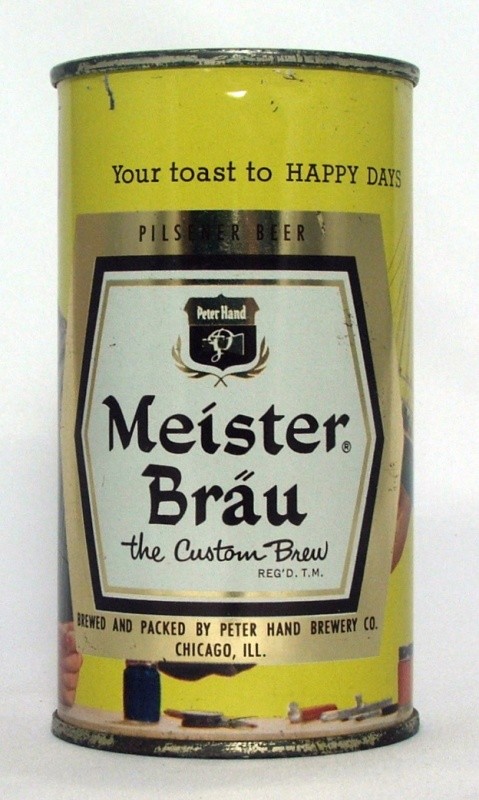 Your toast to HAPPY DAYS
PILSENER BEER
Peter Hand
Meister®
Bräu
the Custom Brew
REG'D. T.M.
BREWED AND PACKED BY PETER HAND BREWERY CO.
CHICAGO, ILL.